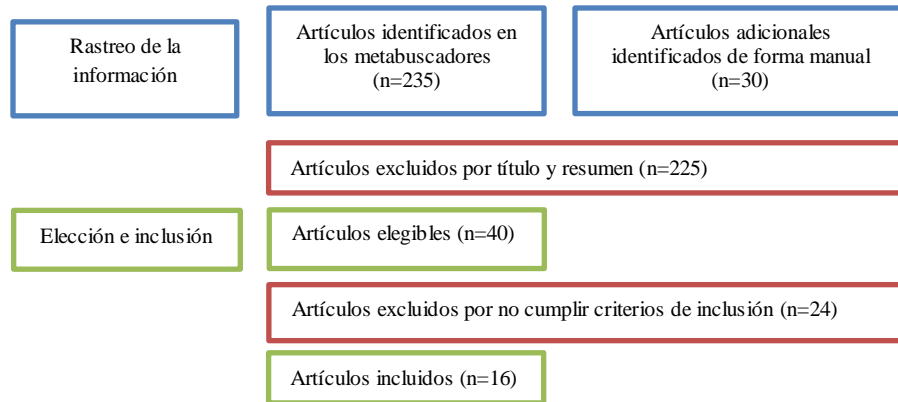 Rastreo de la
información
Artículos identificados en
los metabuscadores
(n=235)
Artículos adicionales
identificados de forma manual
(n=30)
Artículos excluidos por título y resumen (n=225)
Elección e inclusión
Artículos elegibles (n=40)
Artículos excluidos por no cumplir criterios de inclusión (n=24)
Artículos incluidos (n=16)